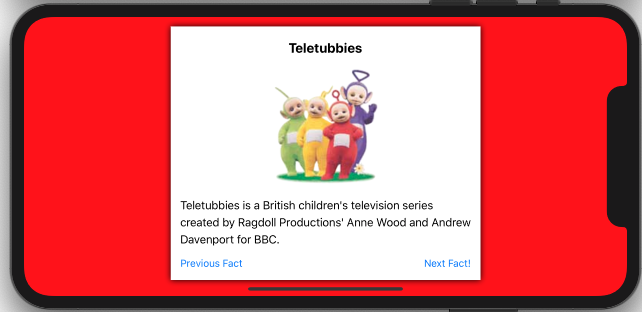 Teletubbies
Teletubbies is a British children's television series
created by Ragdoll Productions' Anne Wood and Andrew
Davenport for BBC.
Previous Fact
Next Fact!